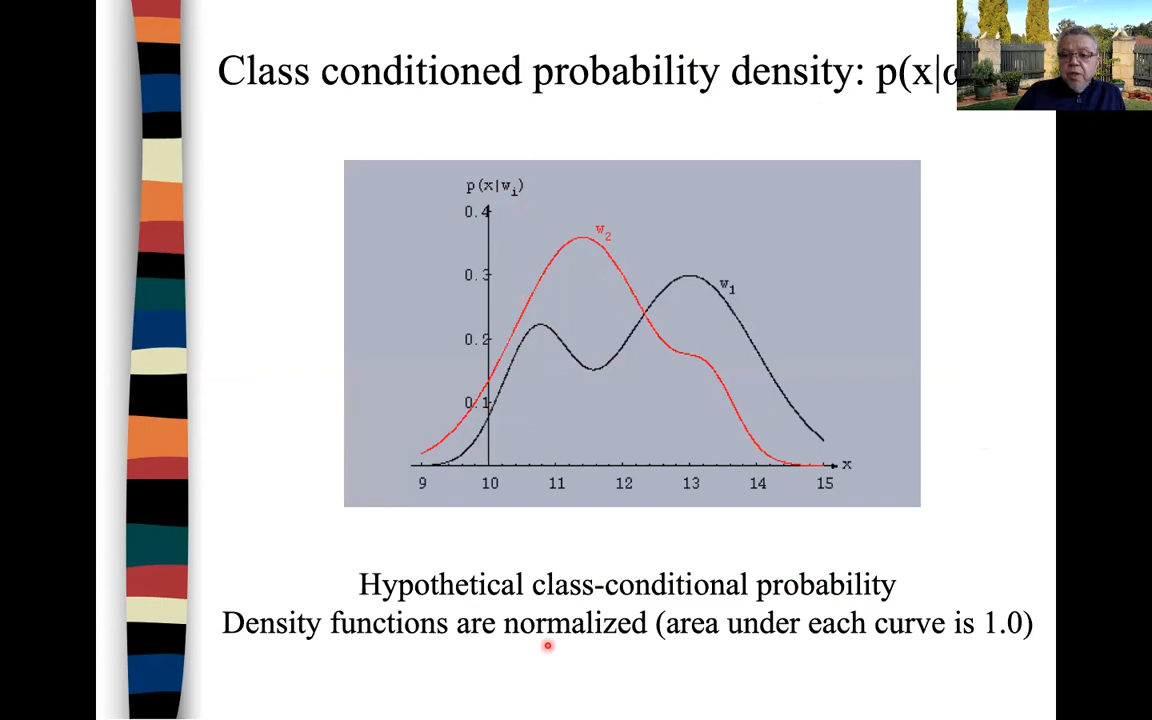 Class conditioned probability density: p(x|
p(x|wi)
0.4
w2
0.3
w1
0.2
0.1
x
9 10 11 12 13 14 15
Hypothetical class-conditional probability
Density functions are normalized (area under each curve is 1.0)